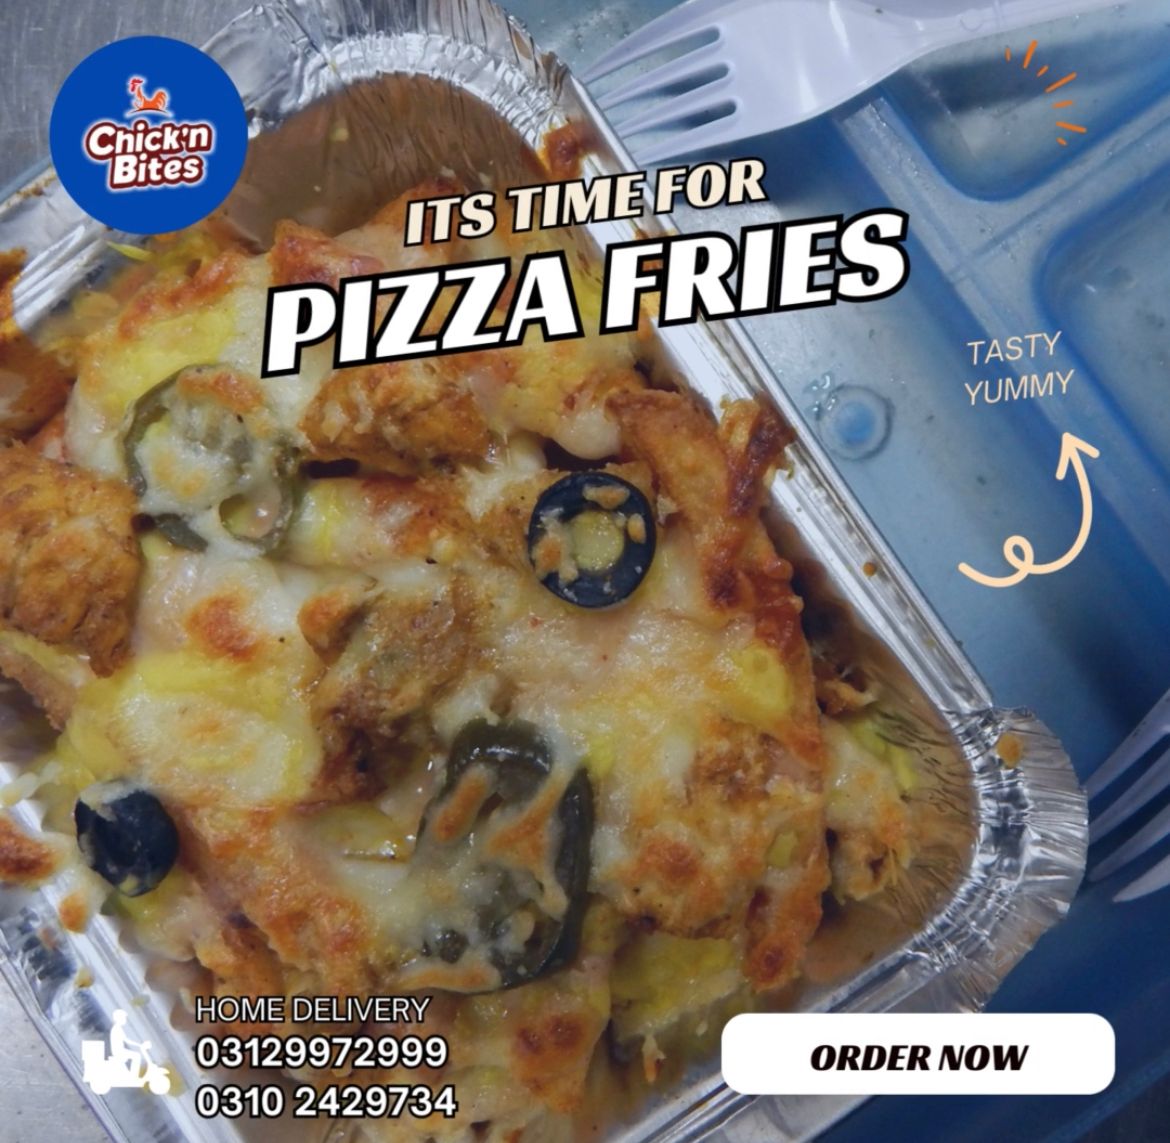 Chick'n
Bites
ITS TIME FOR
PIZZA FRIES
TASTY
YUMMY
HOME DELIVERY
03129972999
0310 2429734
ORDER NOW